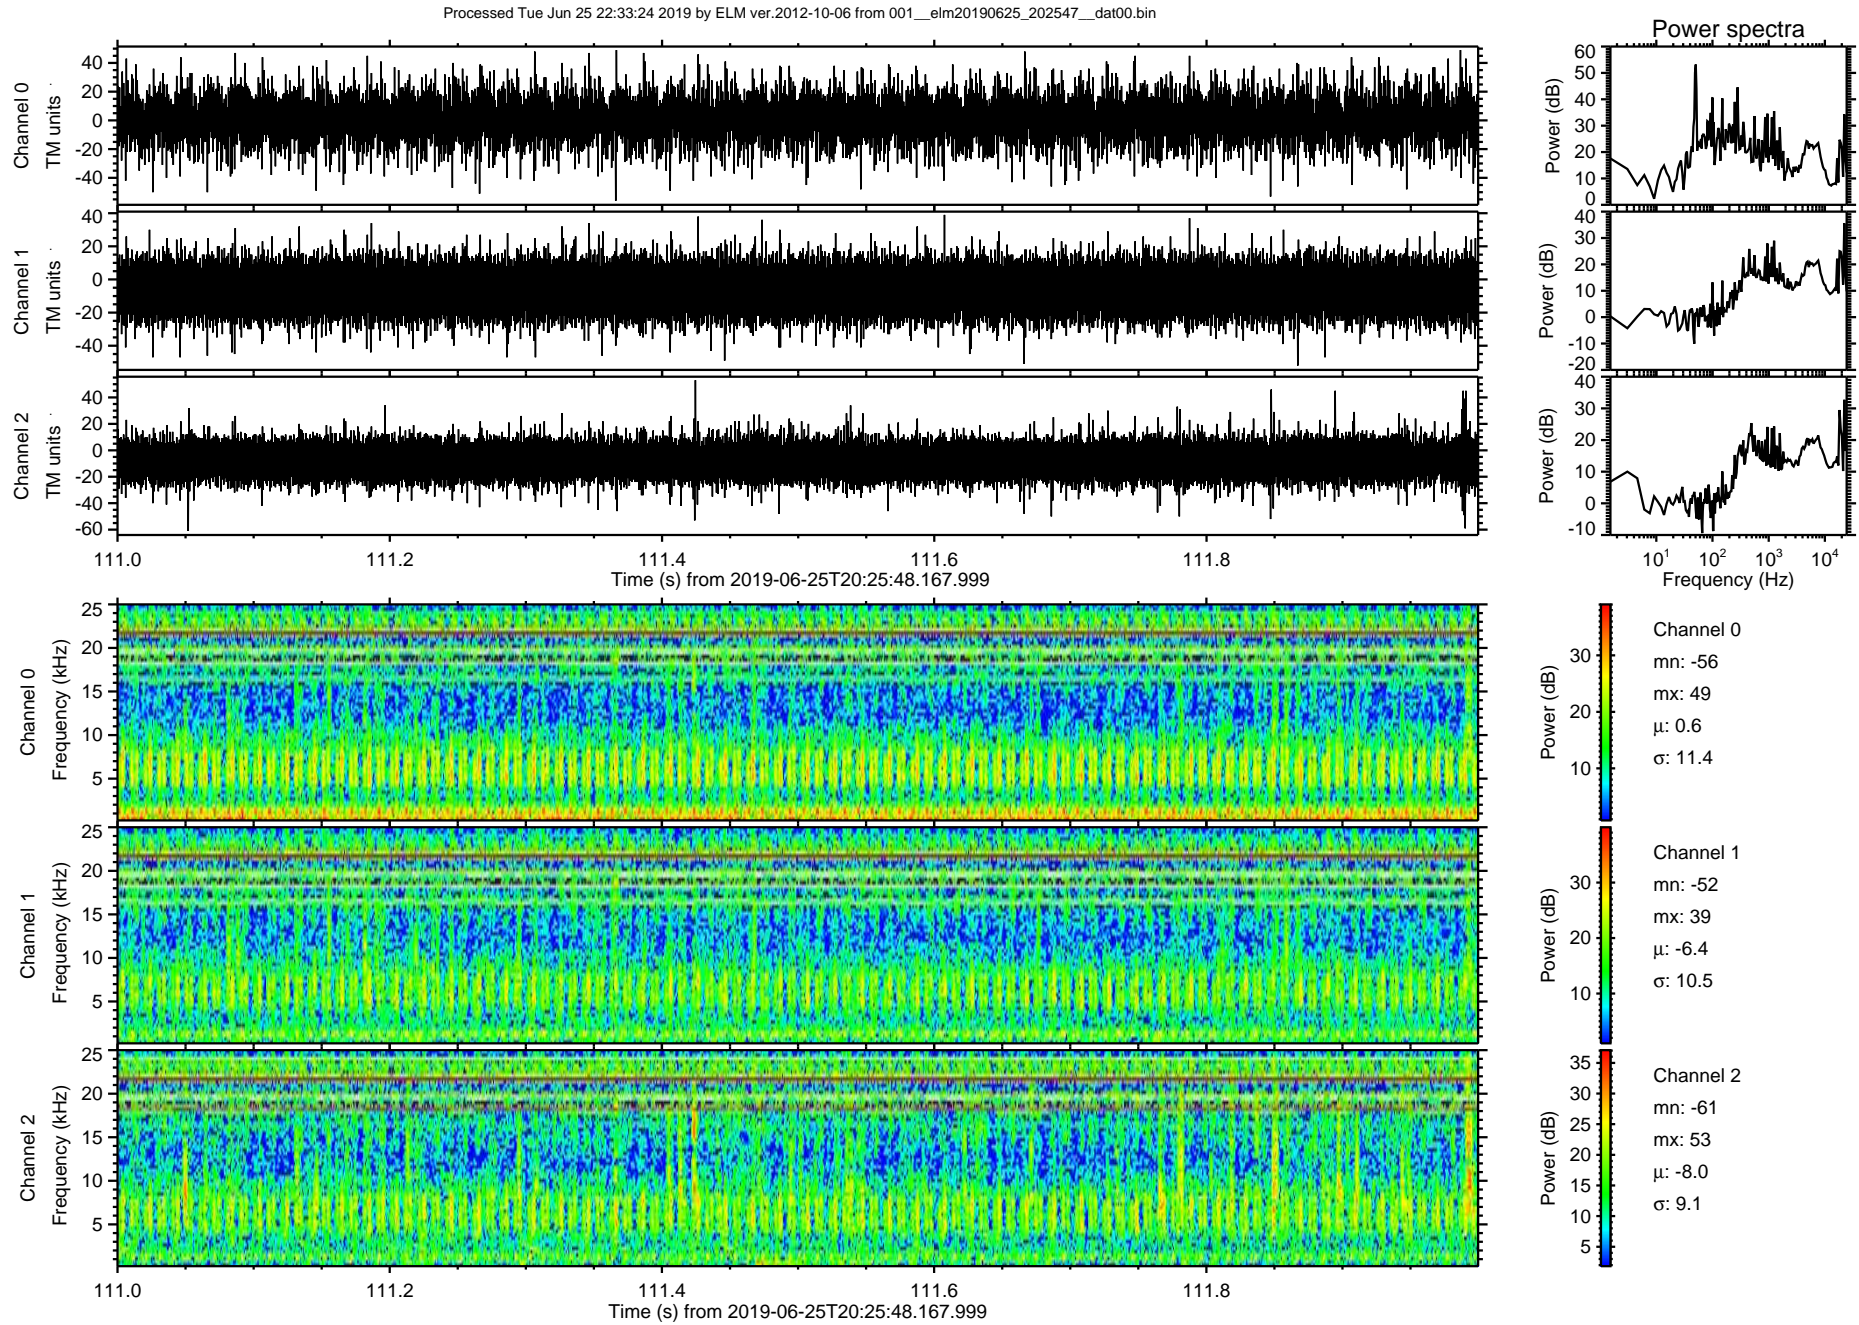 Processed Tue Jun 25 22:33:24 2019 by ELM ver.2012-10-06 from 001__elm20190625_202547__dat00.bin
Power spectra
Channel 0
TM units
40
20
0
-20
-40
Power (dB)
60
50
40
30
20
10
0
Channel 1
TM units
40
20
0
-20
-40
Power (dB)
40
30
20
10
0
-10
-20
Channel 2
TM units
40
20
0
-20
-40
-60
Power (dB)
40
30
20
10
0
-10
111.0 111.2 111.4 111.6 111.8
Time (s) from 2019-06-25T20:25:48.167.999
10^1 10^2 10^3 10^4
Frequency (Hz)
Channel 0
Frequency (kHz)
25
20
15
10
5
Power (dB)
30
20
10
Channel 0
mn: -56
mx: 49
μ: 0.6
σ: 11.4
Channel 1
Frequency (kHz)
25
20
15
10
5
Power (dB)
30
20
10
Channel 1
mn: -52
mx: 39
μ: -6.4
σ: 10.5
Channel 2
Frequency (kHz)
25
20
15
10
5
Power (dB)
35
30
25
20
15
10
5
Channel 2
mn: -61
mx: 53
μ: -8.0
σ: 9.1
111.0 111.2 111.4 111.6 111.8
Time (s) from 2019-06-25T20:25:48.167.999